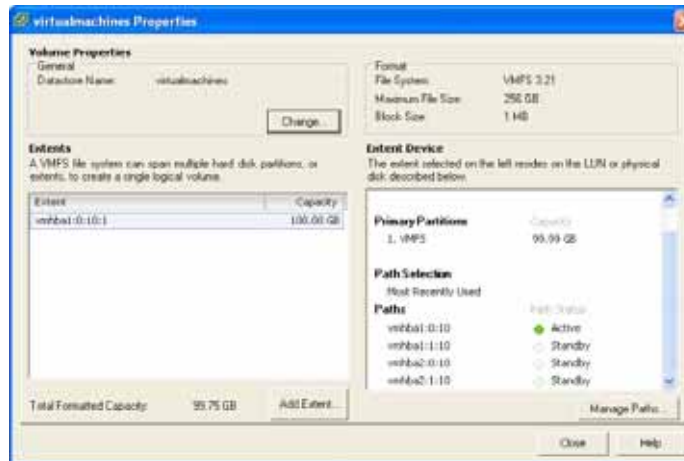 virtualmachines Properties
Volume Properties
General
Datastore Name: virtualmachines
Change...
Format
File System: VMFS 3.21
Maximum File Size: 256 GB
Block Size: 1 MB
Extents
A VMFS file system can span multiple hard disk partitions, or
extents, to create a single logical volume.
Extent Capacity
vmhba1:0:10:1 100.00 GB
Total Formatted Capacity: 99.75 GB
Add Extent...
Extent Device
The extent selected on the left resides on the LUN or physical
disk described below.
Primary Partitions Capacity
1. VMFS 99.99 GB
Path Selection
Most Recently Used
Paths Path Status
vmhba1:0:10 Active
vmhba1:1:10 Standby
vmhba2:0:10 Standby
vmhba2:1:10 Standby
Manage Paths...
Close Help